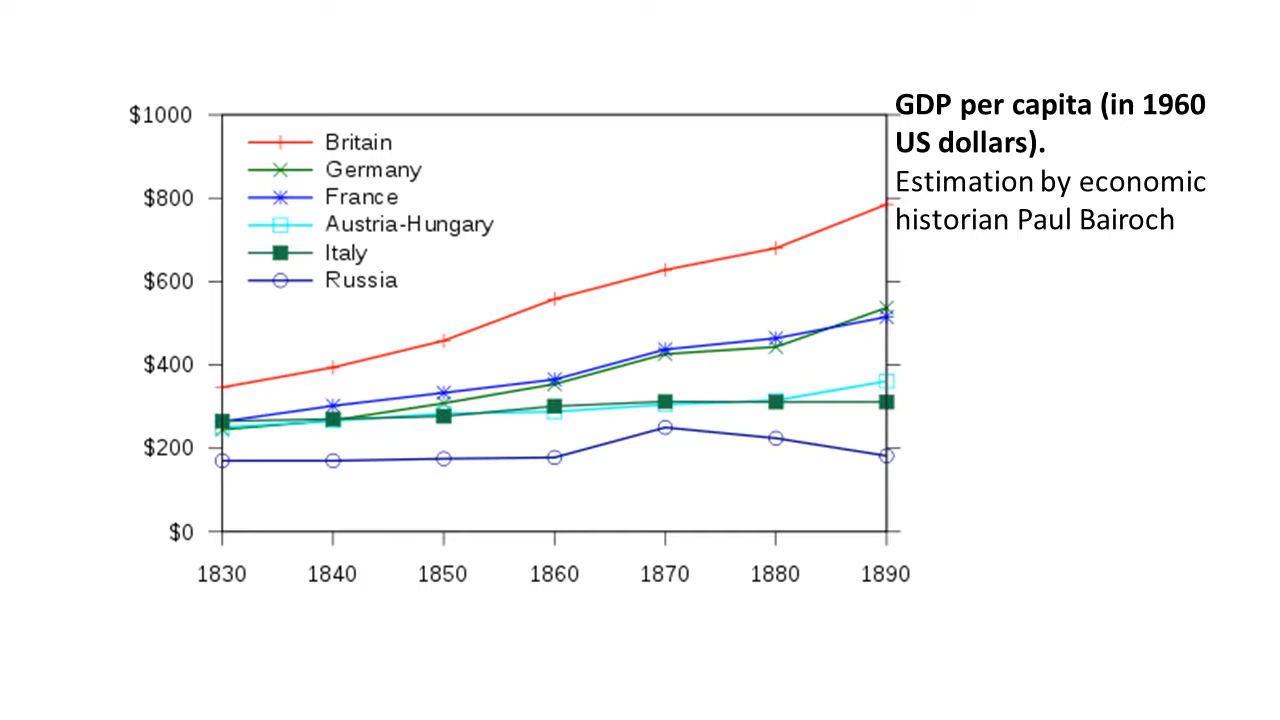 GDP per capita (in 1960
US dollars).
Estimation by economic
historian Paul Bairoch
$1000
$800
$600
$400
$200
$0
Britain
Germany
France
Austria-Hungary
Italy
Russia
1830 1840 1850 1860 1870 1880 1890